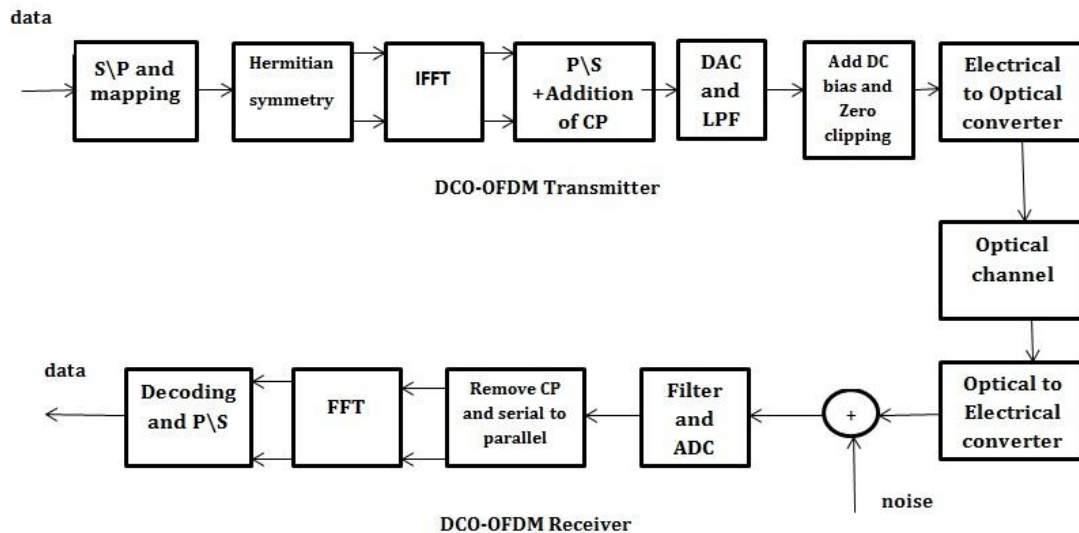 data
S\P and
mapping
Hermitian
symmetry
IFFT
P\S
+Addition
of CP
DAC
and
LPF
Add DC
bias and
Zero
clipping
Electrical
to Optical
converter
DCO-OFDM Transmitter
Optical
channel
data
Decoding
and P\S
FFT
Remove CP
and serial to
parallel
Filter
and
ADC
+
Optical to
Electrical
converter
noise
DCO-OFDM Receiver